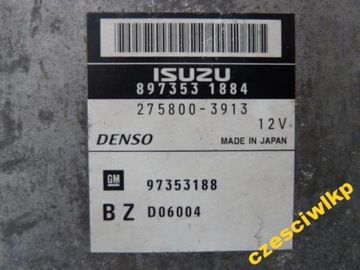 ISUZU
897353 1884
275800-3913
12V
DENSO
MADE IN JAPAN
GM
97353188
BZ D06004
czesciwlkp